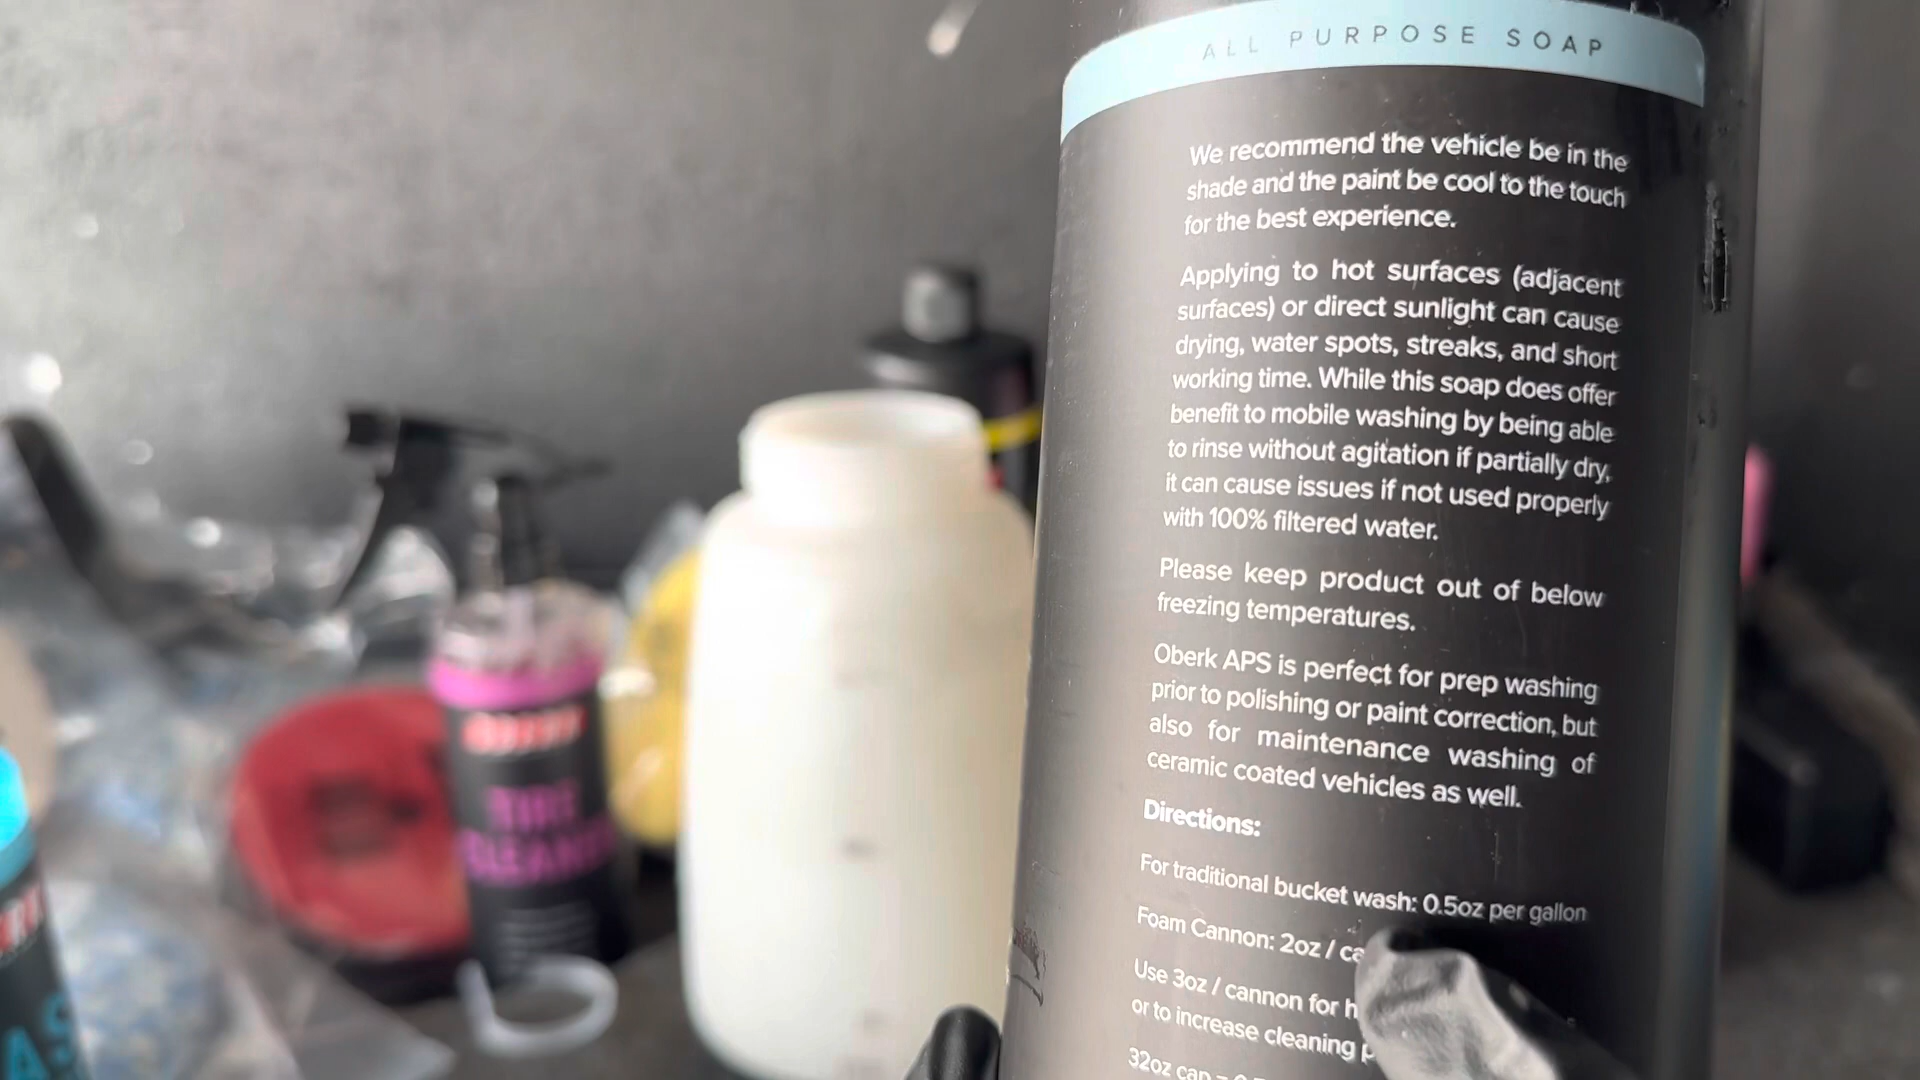 ALL PURPOSE SOAP
We recommend the vehicle be in the
shade and the paint be cool to the touch
for the best experience.
Applying to hot surfaces (adjacent
surfaces) or direct sunlight can cause
drying, water spots, streaks, and short
working time. While this soap does offer
benefit to mobile washing by being able
to rinse without agitation if partially dry,
it can cause issues if not used properly
with 100% filtered water.
Please keep product out of below
freezing temperatures.
Oberk APS is perfect for prep washing
prior to polishing or paint correction, but
also for maintenance washing of
ceramic coated vehicles as well.
Directions:
For traditional bucket wash: 0.5oz per gallon
Foam Cannon: 2oz / ca
Use 3oz / cannon for h
or to increase cleaning p
32oz cap =
TIRE